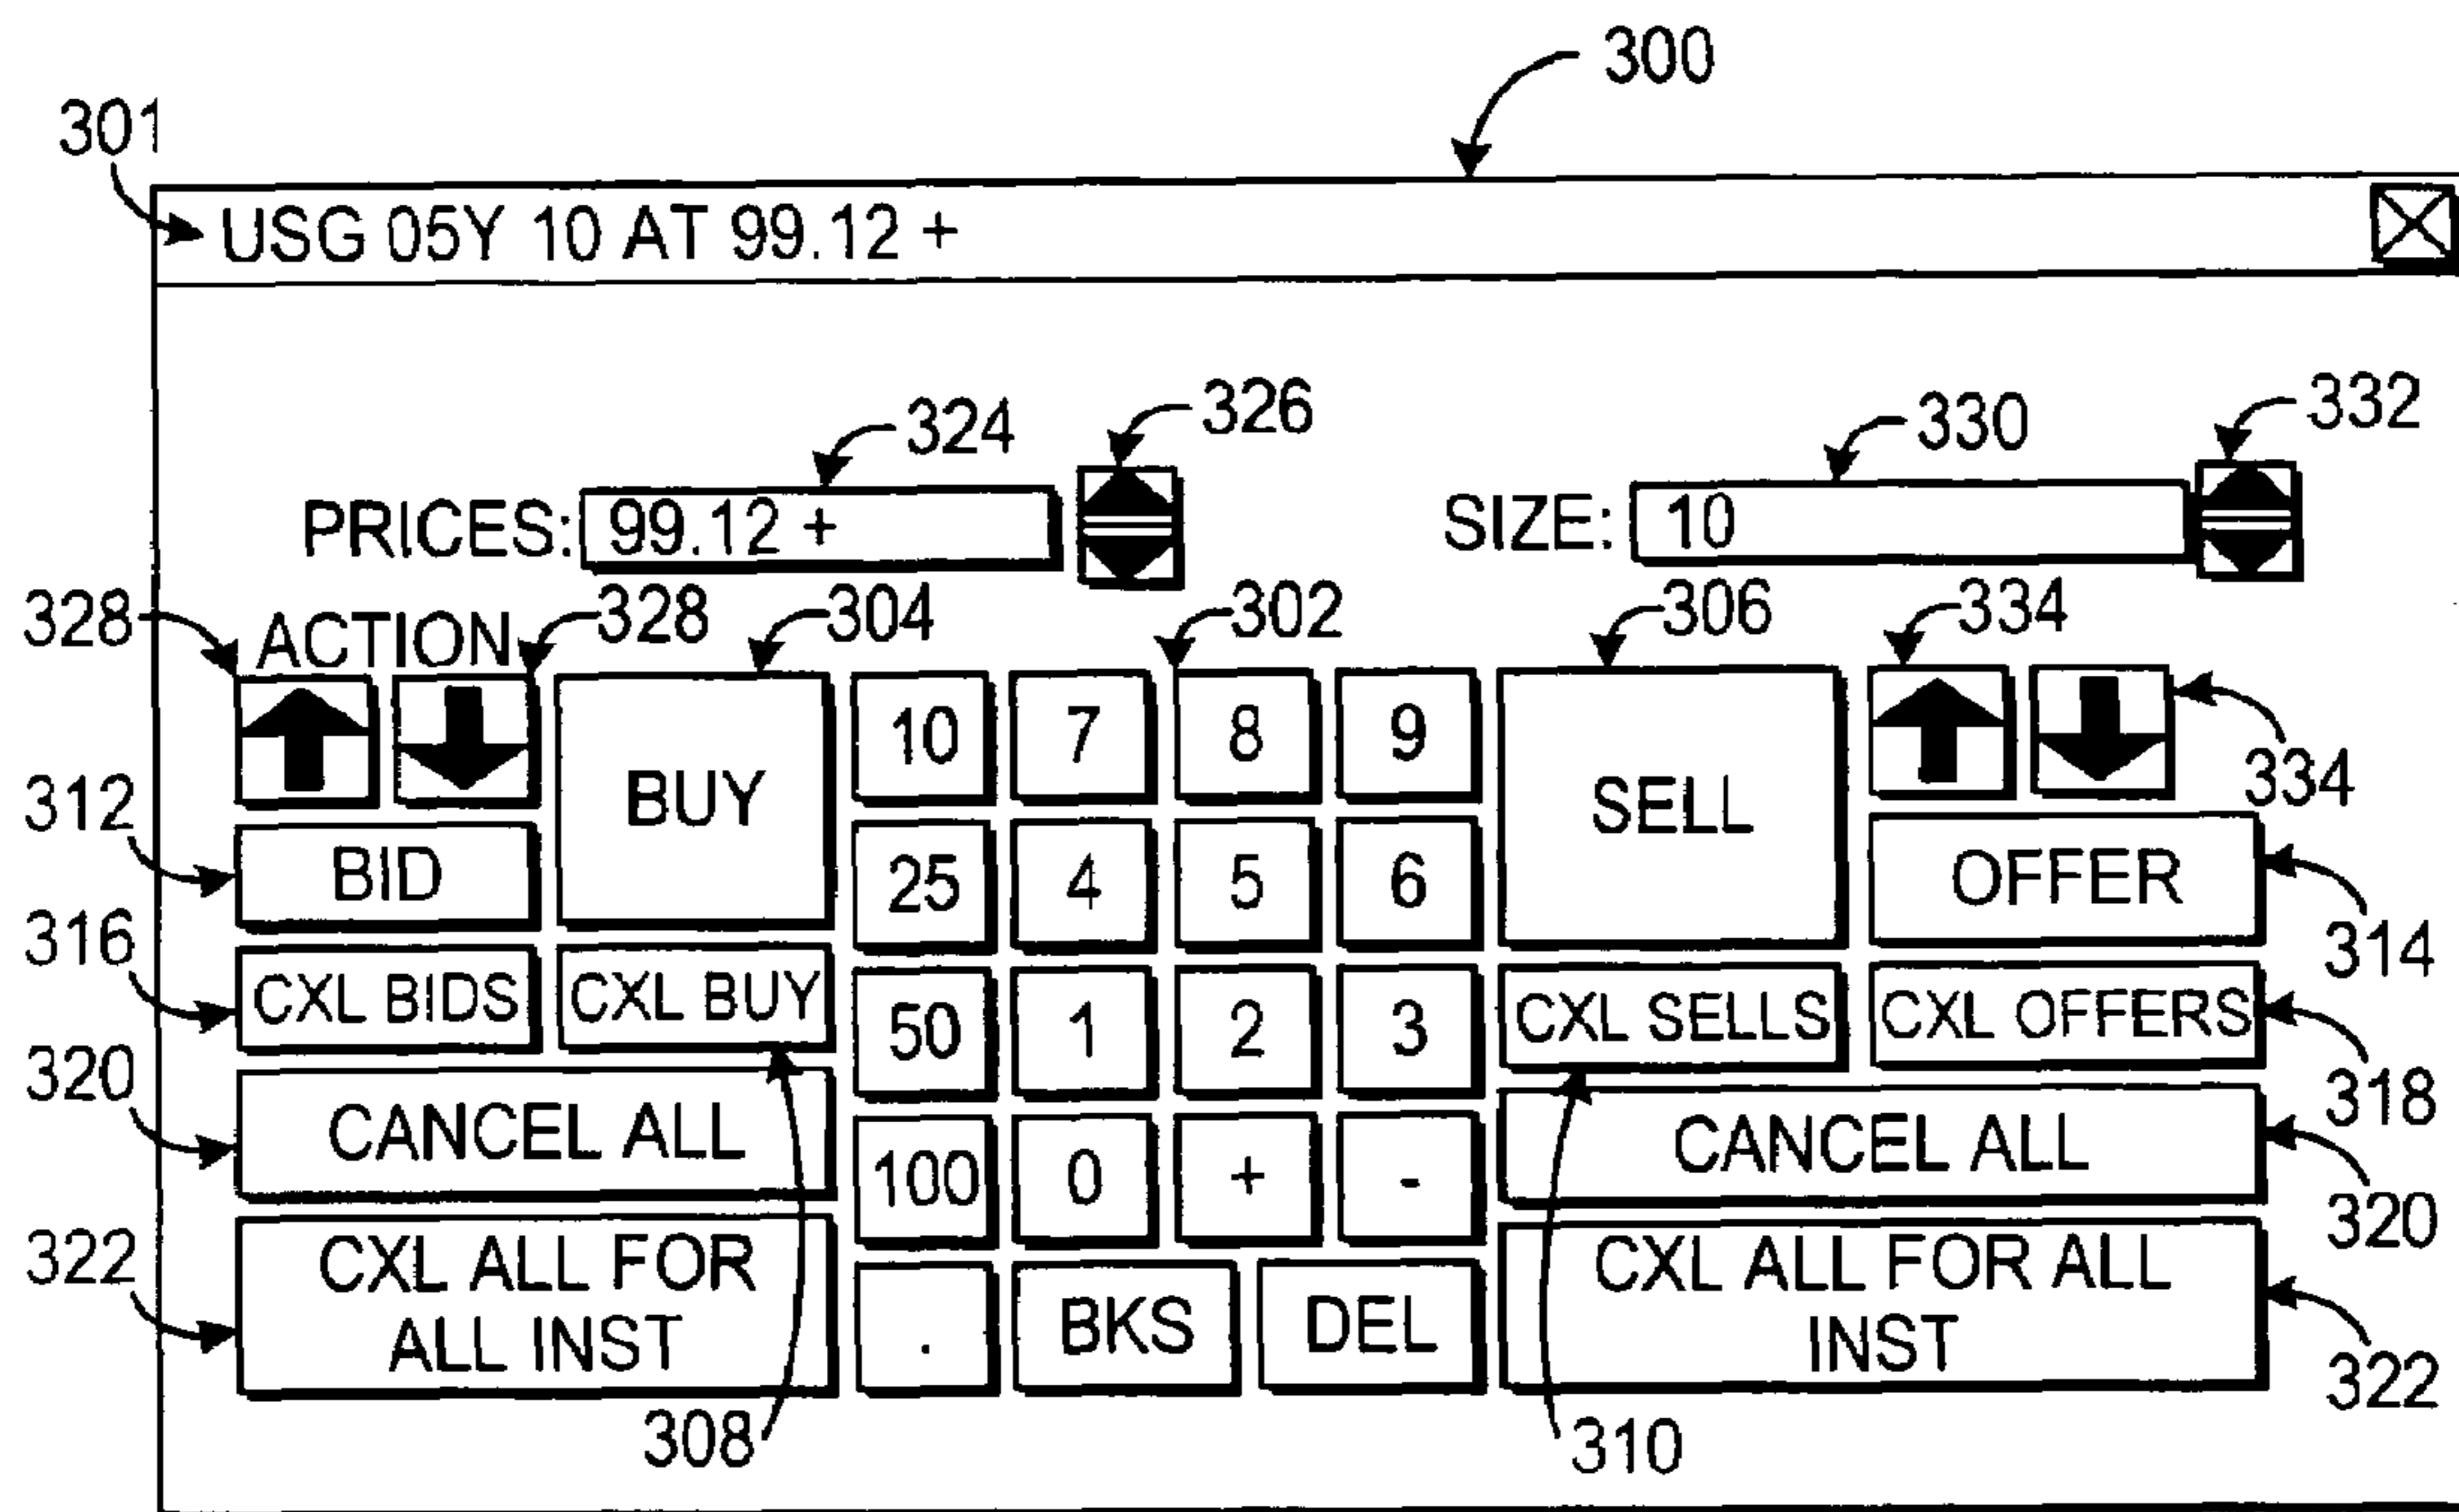 300
301
USG 05Y 10 AT 99.12 +
324 326 330 332
PRICES: 99.12 + SIZE: 10
328 ACTION 328 304 302 306 334
10 7 8 9
BUY SELL
334
312
BID 25 4 5 6 OFFER
316 314
CXL BIDS CXL BUY 50 1 2 3 CXL SELLS CXL OFFERS
320 318
CANCEL ALL 100 0 + - CANCEL ALL
320
322 CXL ALL FOR CXL ALL FOR ALL
ALL INST . BKS DEL INST
322
308 310